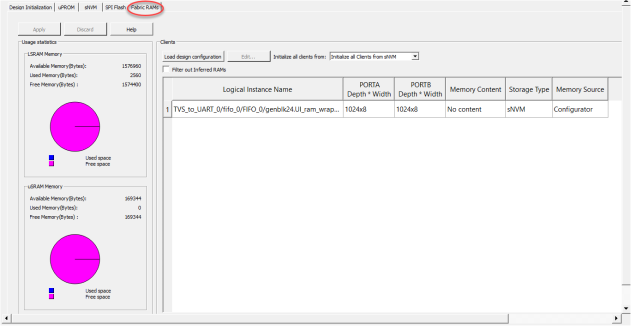 Design Initialization uPROM sNVM SPI Flash Fabric RAMs
Apply Discard Help
Usage statistics
LSRAM Memory
Available Memory(Bytes): 1576960
Used Memory(Bytes): 2560
Free Memory(Bytes) : 1574400
Used space
Free space
uSRAM Memory
Available Memory(Bytes): 169344
Used Memory(Bytes): 0
Free Memory(Bytes) : 169344
Used space
Free space
Clients
Load design configuration Edit... Initialize all clients from: Initialize all Clients from sNVM
Filter out Inferred RAMs
Logical Instance Name PORTA Depth * Width PORTB Depth * Width Memory Content Storage Type Memory Source
1 TVS_to_UART_0/fifo_0/FIFO_0/genblk24.UI_ram_wrap... 1024x8 1024x8 No content sNVM Configurator